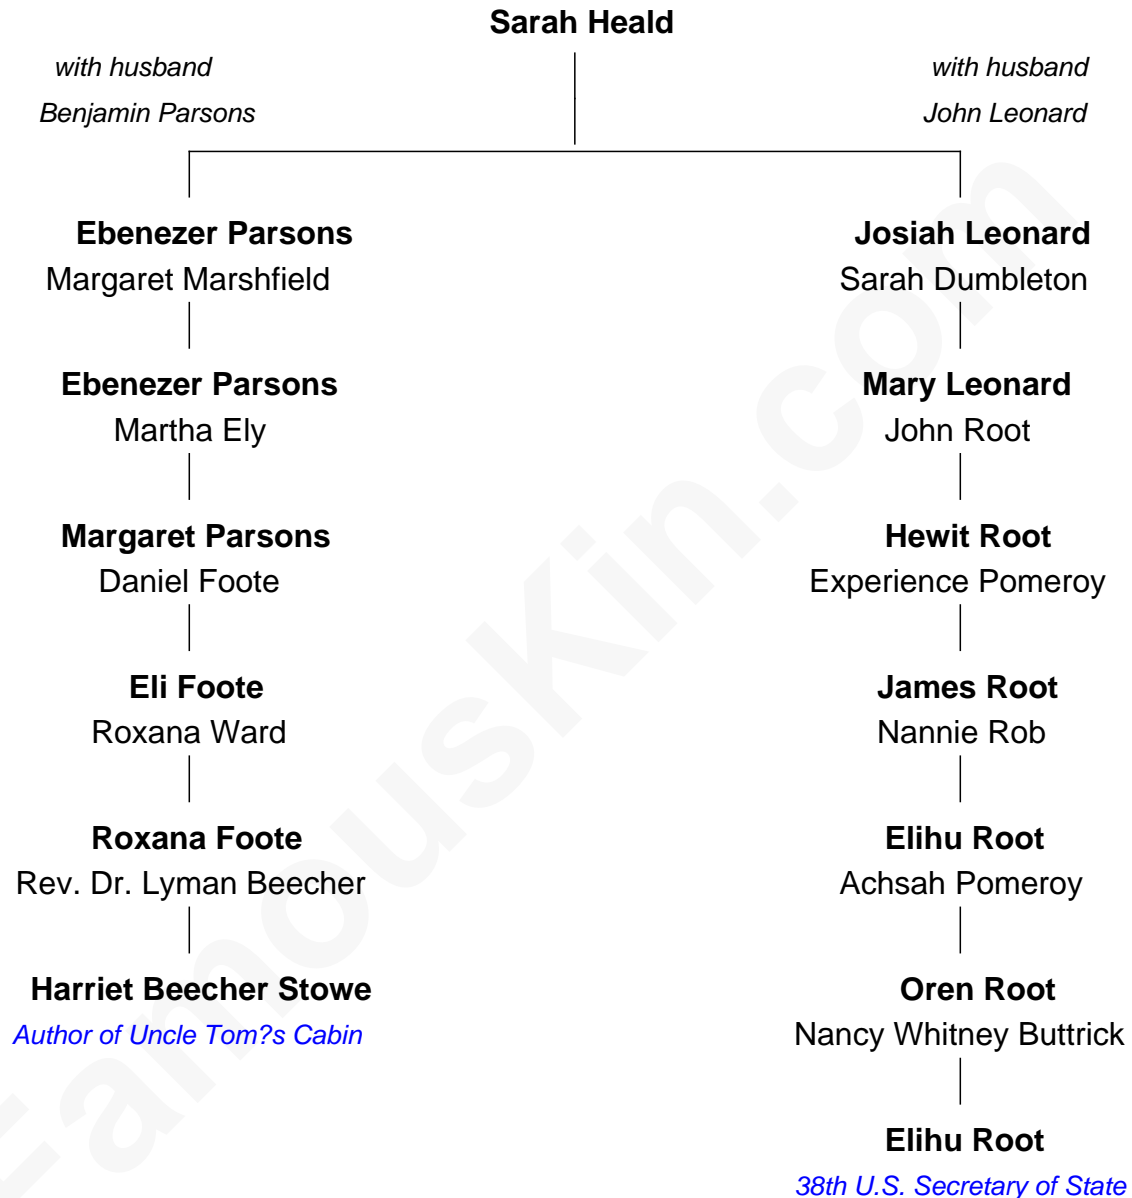 Sarah Heald
with husband
Benjamin Parsons
with husband
John Leonard
Ebenezer Parsons
Margaret Marshfield
Josiah Leonard
Sarah Dumbleton
Ebenezer Parsons
Martha Ely
Mary Leonard
John Root
Margaret Parsons
Daniel Foote
Hewit Root
Experience Pomeroy
Eli Foote
Roxana Ward
James Root
Nannie Rob
Roxana Foote
Rev. Dr. Lyman Beecher
Elihu Root
Achsah Pomeroy
Harriet Beecher Stowe
Author of Uncle Tom?s Cabin
Oren Root
Nancy Whitney Buttrick
Elihu Root
38th U.S. Secretary of State
FamousKin.com